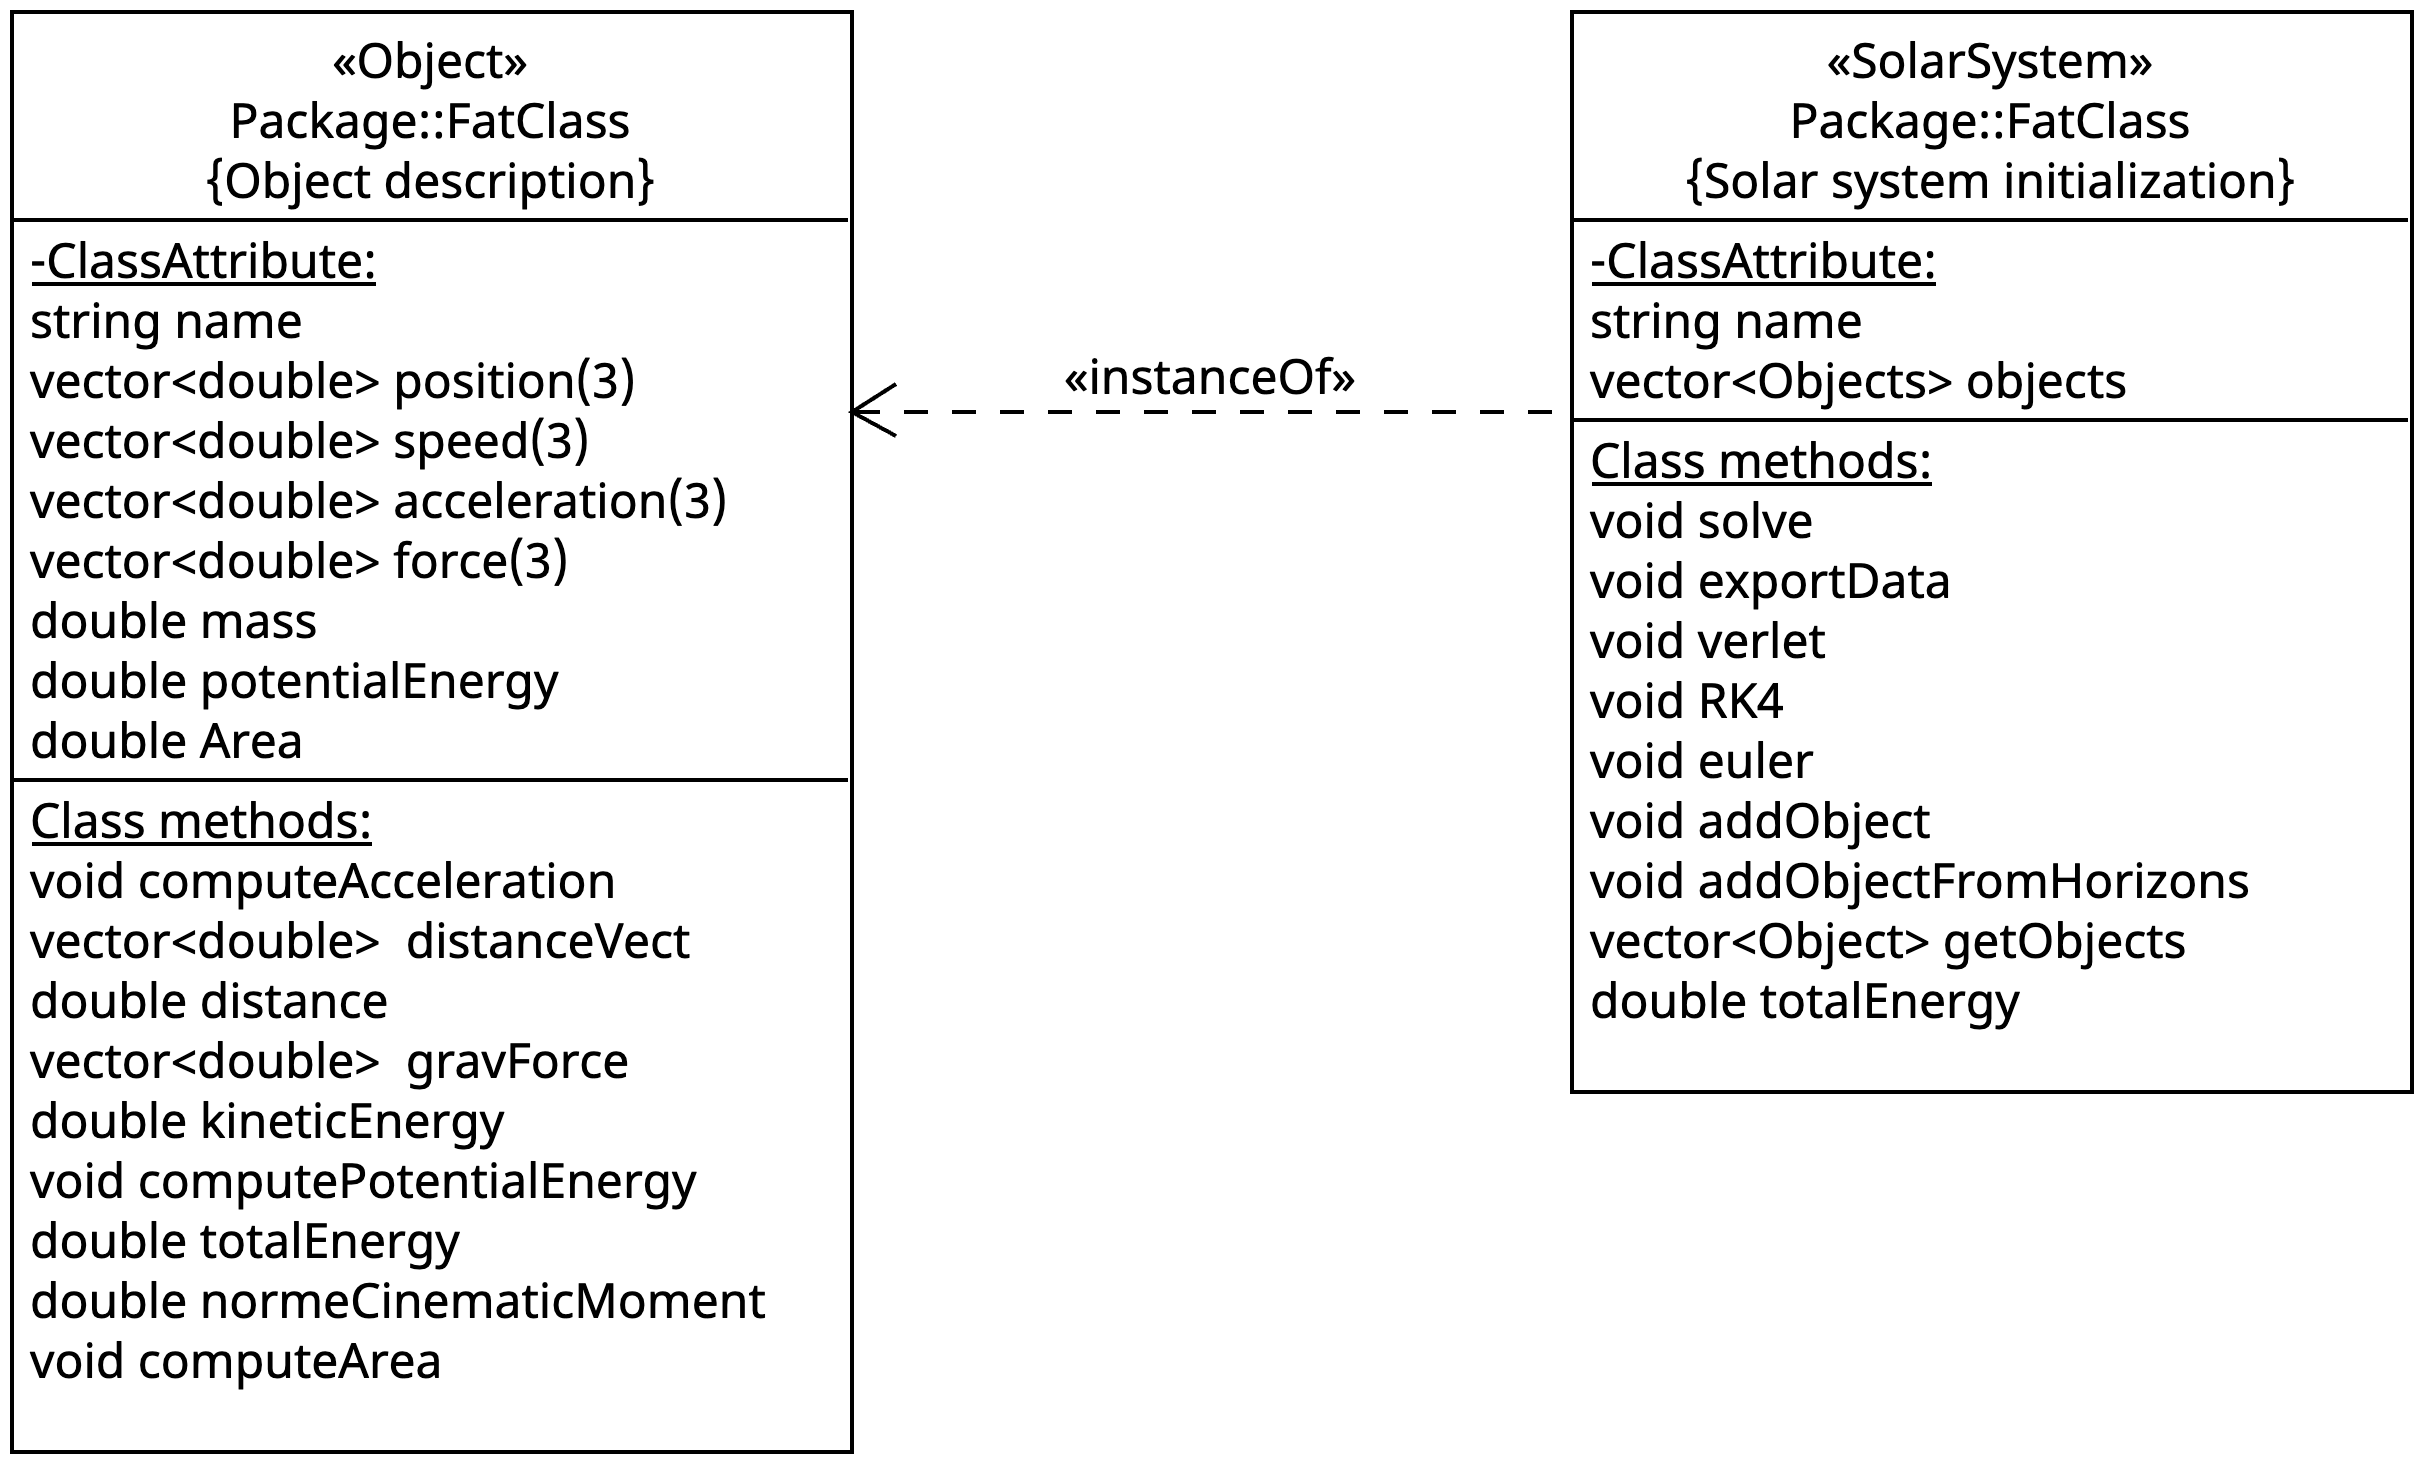 «Object»
Package::FatClass
{Object description}
-ClassAttribute:
string name
vector<double> position(3)
vector<double> speed(3)
vector<double> acceleration(3)
vector<double> force(3)
double mass
double potentialEnergy
double Area
Class methods:
void computeAcceleration
vector<double>  distanceVect
double distance
vector<double>  gravForce
double kineticEnergy
void computePotentialEnergy
double totalEnergy
double normeCinematicMoment
void computeArea
«instanceOf»
«SolarSystem»
Package::FatClass
{Solar system initialization}
-ClassAttribute:
string name
vector<Objects> objects
Class methods:
void solve
void exportData
void verlet
void RK4
void euler
void addObject
void addObjectFromHorizons
vector<Object> getObjects
double totalEnergy